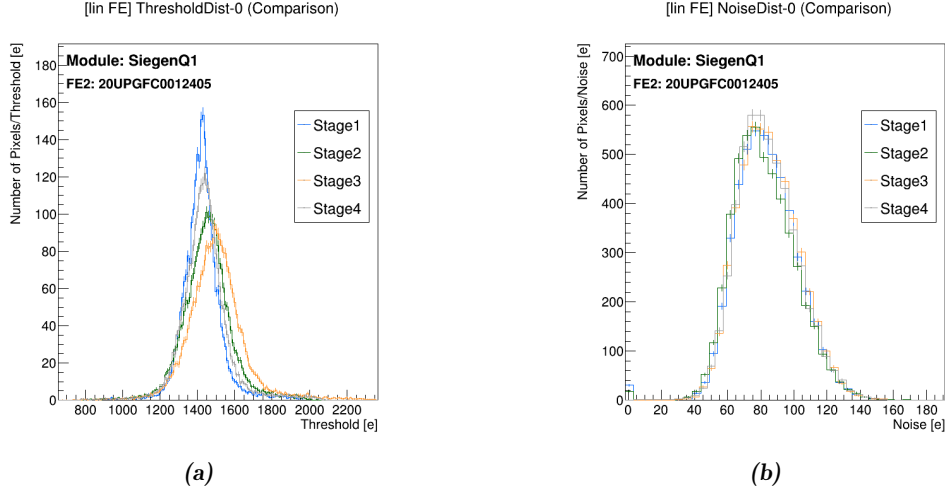 [lin FE] ThresholdDist-0 (Comparison)
Number of Pixels/Threshold [e]
Module: SiegenQ1
FE2: 20UPGFC0012405
180
160
140
120
100
80
60
40
20
0
Stage1
Stage2
Stage3
Stage4
800 1000 1200 1400 1600 1800 2000 2200
Threshold [e]
(a)
[lin FE] NoiseDist-0 (Comparison)
Number of Pixels/Noise [e]
Module: SiegenQ1
FE2: 20UPGFC0012405
700
600
500
400
300
200
100
0
Stage1
Stage2
Stage3
Stage4
0 20 40 60 80 100 120 140 160 180
Noise [e]
(b)